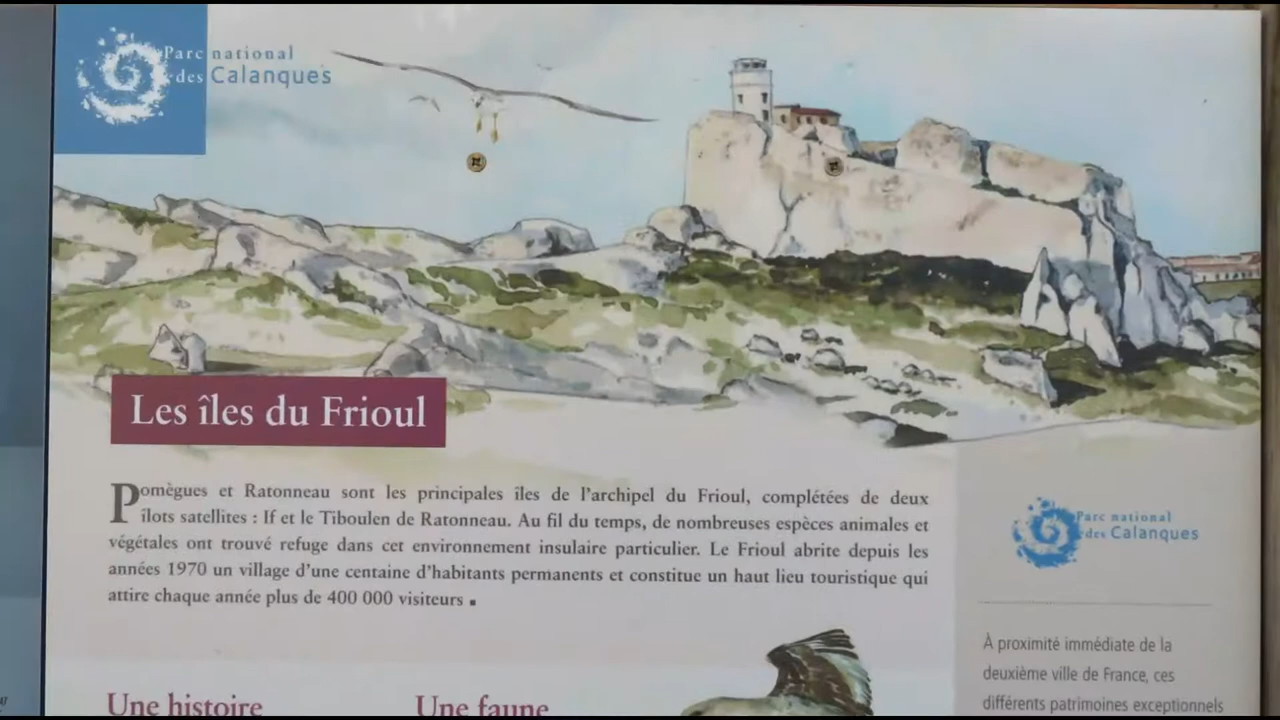 Parc national
des Calanques
Les îles du Frioul
Pomègues et Ratonneau sont les principales îles de l'archipel du Frioul, complétées de deux
îlots satellites : If et le Tiboulen de Ratonneau. Au fil du temps, de nombreuses espèces animales et
végétales ont trouvé refuge dans cet environnement insulaire particulier. Le Frioul abrite depuis les
années 1970 un village d'une centaine d'habitants permanents et constitue un haut lieu touristique qui
attire chaque année plus de 400 000 visiteurs ■
Une histoire
Une faune
Parc national
des Calanques
À proximité immédiate de la
deuxième ville de France, ces
différents patrimoines exceptionnels